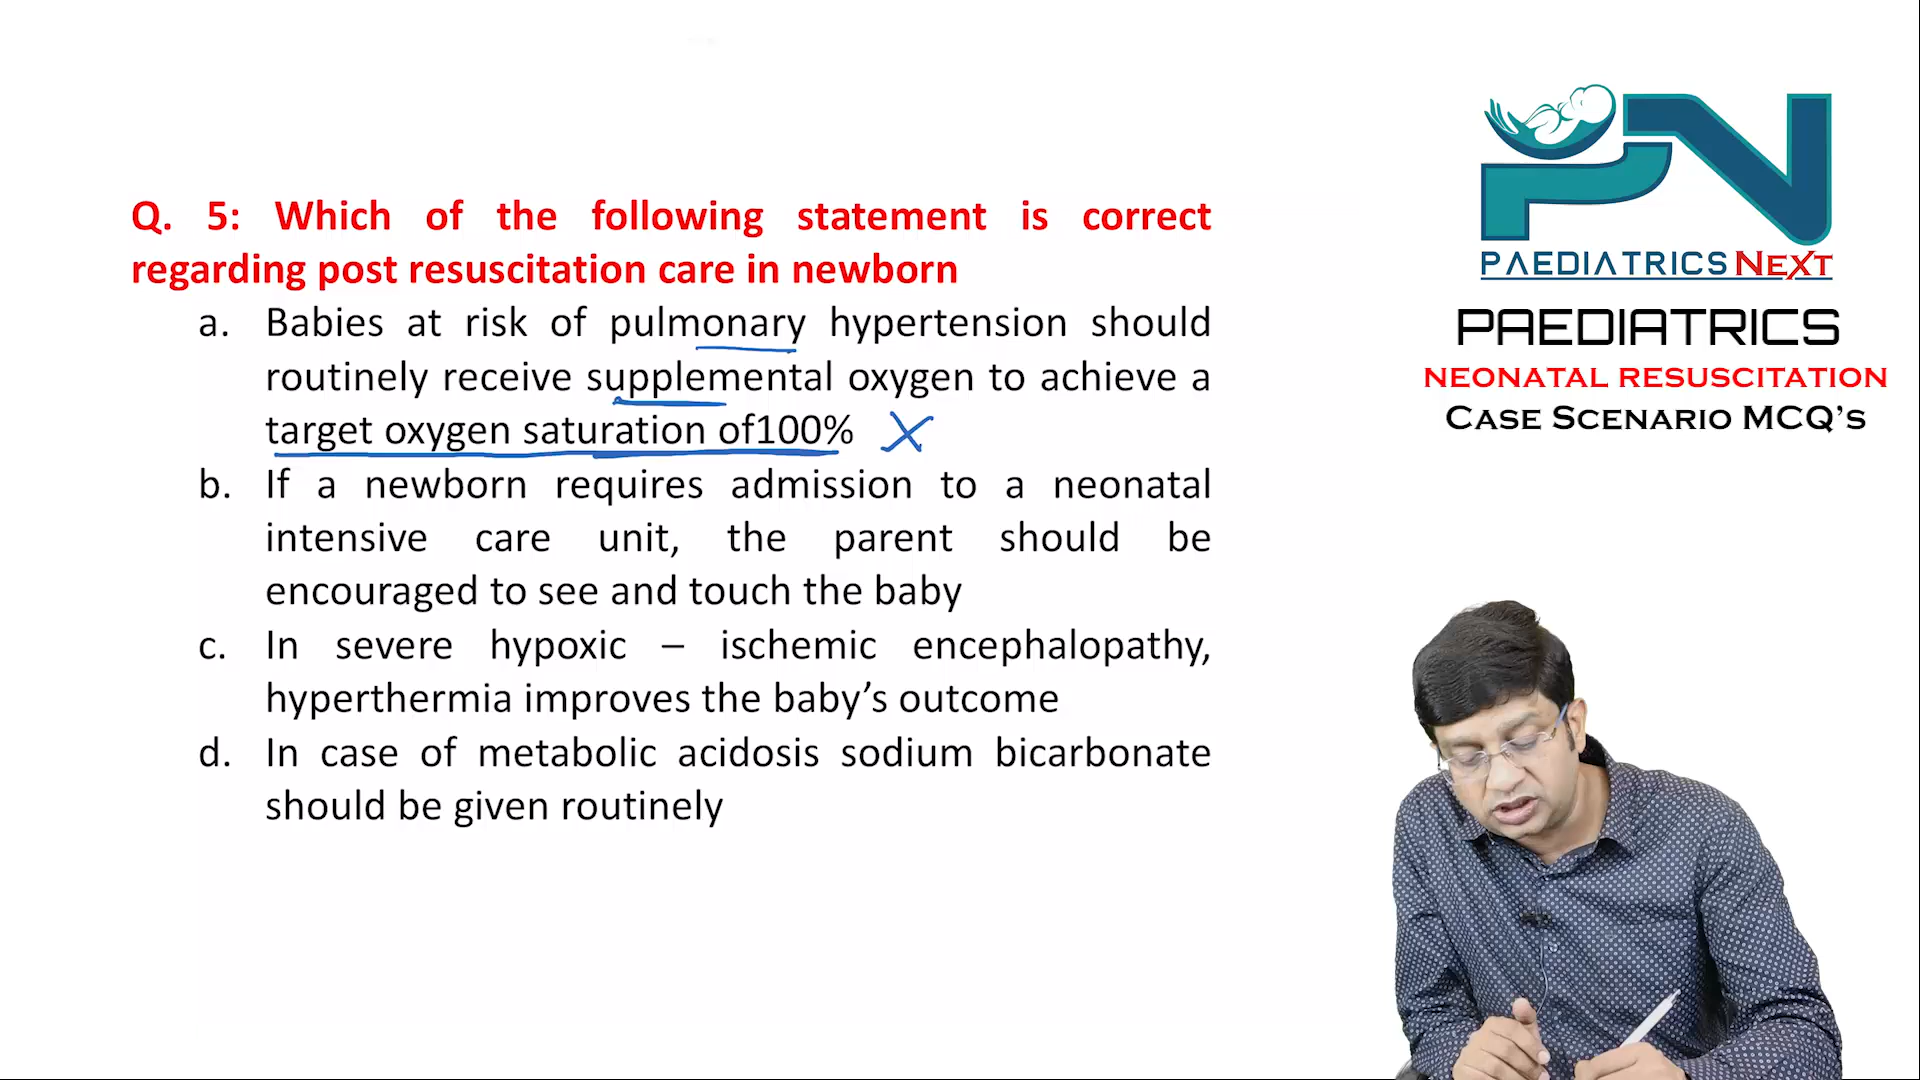 Q. 5: Which of the following statement is correct
regarding post resuscitation care in newborn
a. Babies at risk of pulmonary hypertension should
routinely receive supplemental oxygen to achieve a
target oxygen saturation of100%
b. If a newborn requires admission to a neonatal
intensive care unit, the parent should be
encouraged to see and touch the baby
c. In severe hypoxic – ischemic encephalopathy,
hyperthermia improves the baby’s outcome
d. In case of metabolic acidosis sodium bicarbonate
should be given routinely
PN
PAEDIATRICS NEXT
PAEDIATRICS
NEONATAL RESUSCITATION
CASE SCENARIO MCQ’S